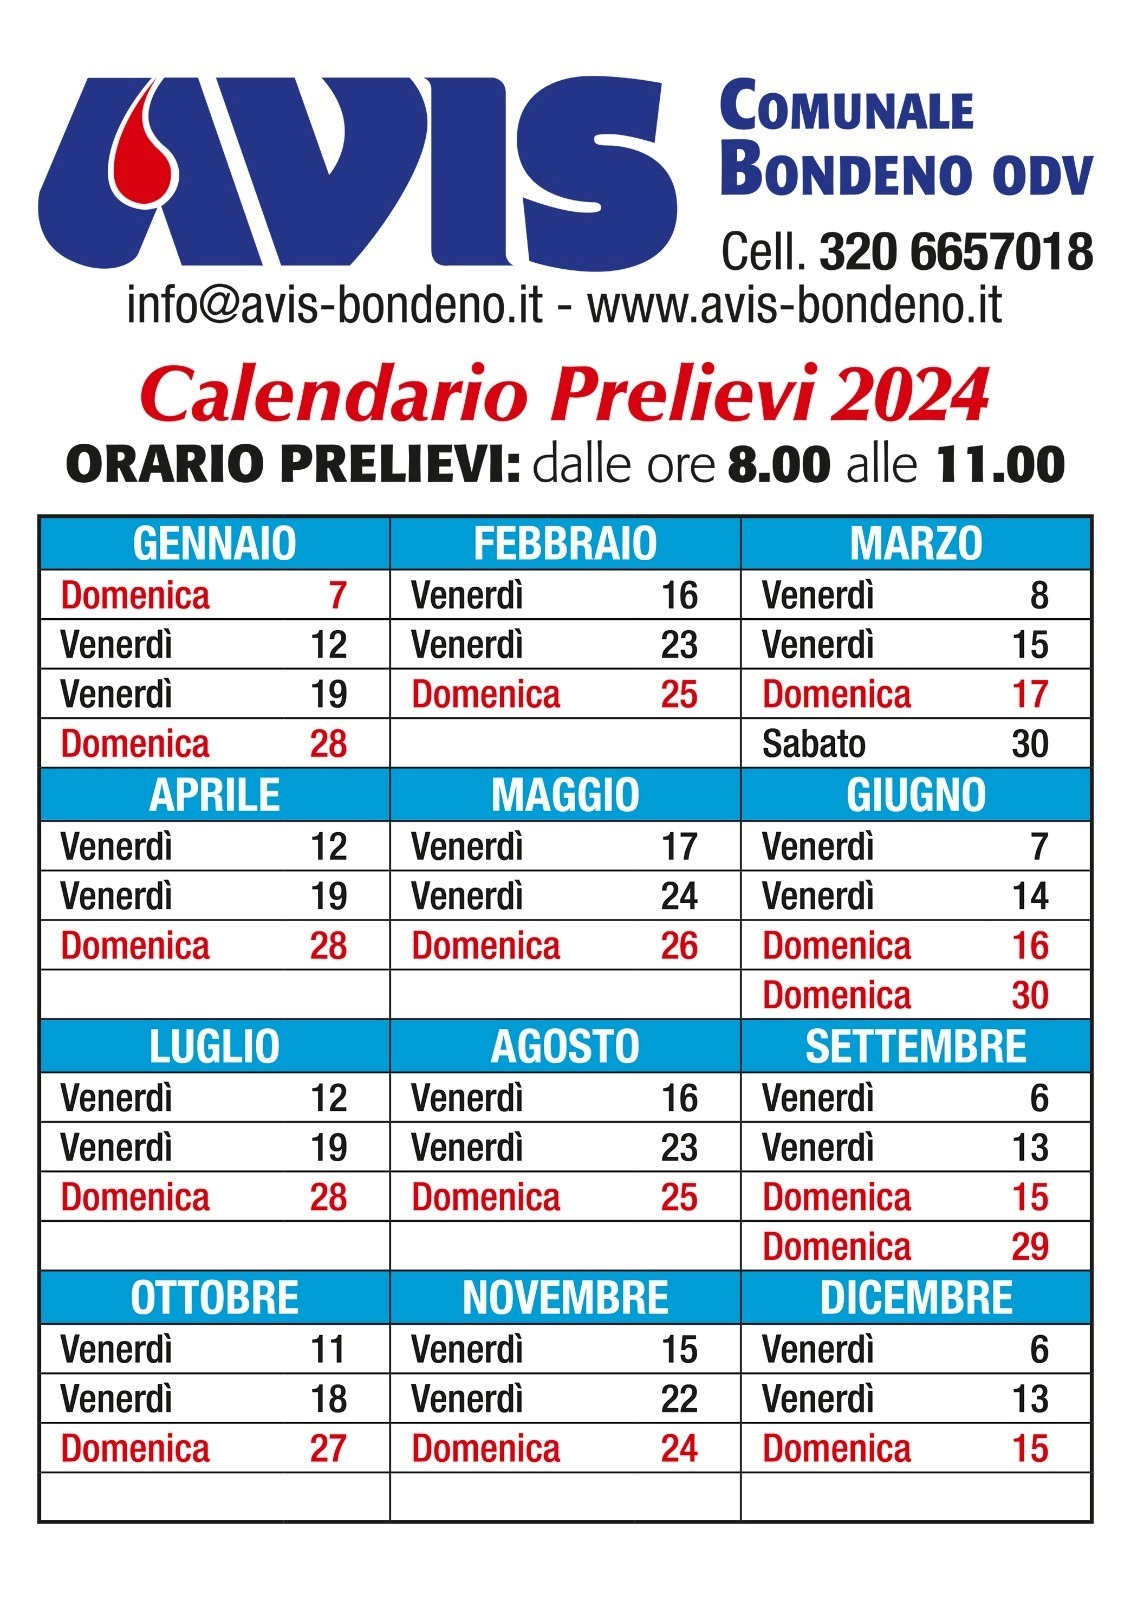 AVIS
COMUNALE
BONDENO ODV
Cell. 320 6657018
info@avis-bondeno.it - www.avis-bondeno.it
Calendario Prelievi 2024
ORARIO PRELIEVI: dalle ore 8.00 alle 11.00
GENNAIO FEBBRAIO MARZO
Domenica 7 Venerdì 16 Venerdì 8
Venerdì 12 Venerdì 23 Venerdì 15
Venerdì 19 Domenica 25 Domenica 17
Domenica 28 Sabato 30
APRILE MAGGIO GIUGNO
Venerdì 12 Venerdì 17 Venerdì 7
Venerdì 19 Venerdì 24 Venerdì 14
Domenica 28 Domenica 26 Domenica 16
Domenica 30
LUGLIO AGOSTO SETTEMBRE
Venerdì 12 Venerdì 16 Venerdì 6
Venerdì 19 Venerdì 23 Venerdì 13
Domenica 28 Domenica 25 Domenica 15
Domenica 29
OTTOBRE NOVEMBRE DICEMBRE
Venerdì 11 Venerdì 15 Venerdì 6
Venerdì 18 Venerdì 22 Venerdì 13
Domenica 27 Domenica 24 Domenica 15